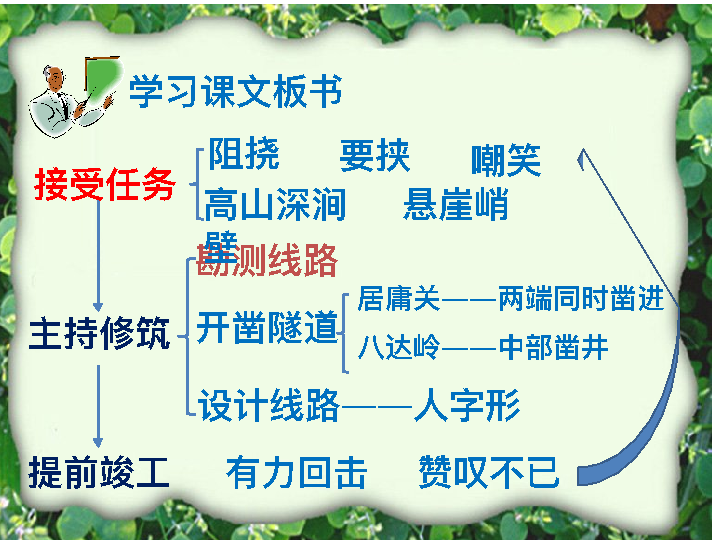 学习课文板书
阻挠 要挟 嘲笑
接受任务
高山深涧 悬崖峭
壁
勘测线路
居庸关——两端同时凿进
主持修筑
开凿隧道
八达岭——中部凿井
设计线路——人字形
提前竣工 有力回击 赞叹不已